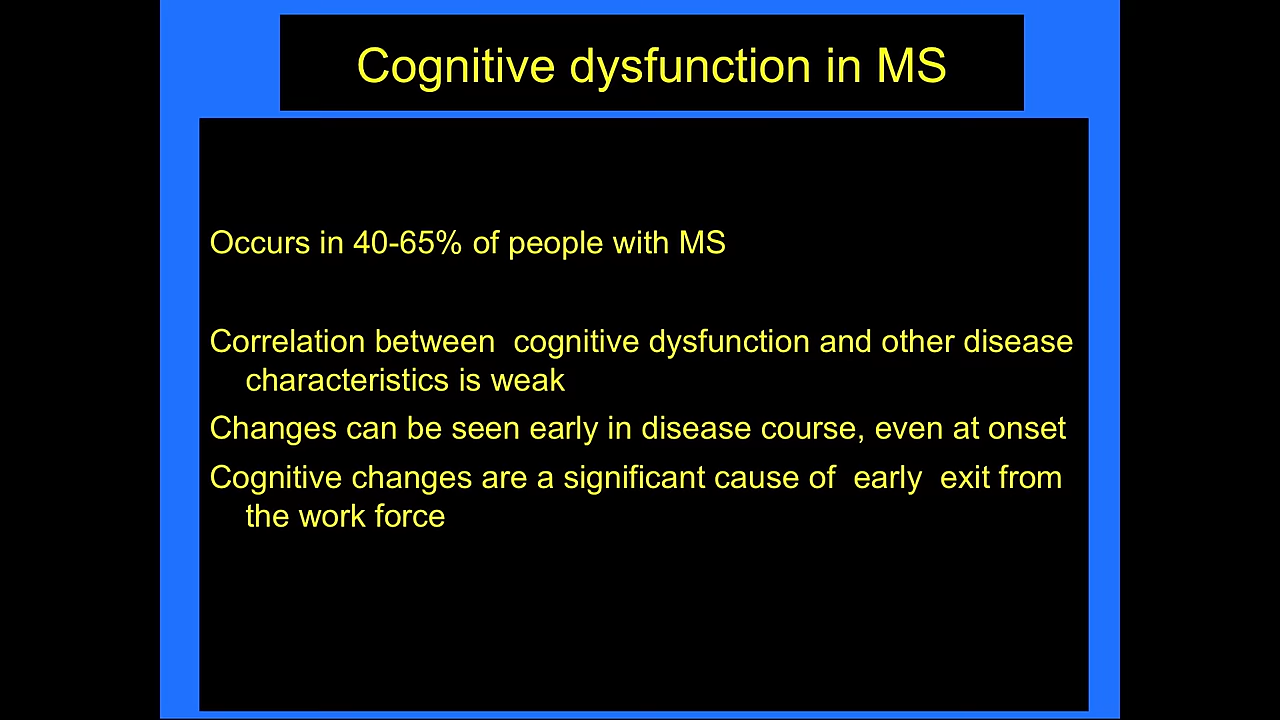 Cognitive dysfunction in MS
Occurs in 40-65% of people with MS
Correlation between  cognitive dysfunction and other disease
characteristics is weak
Changes can be seen early in disease course, even at onset
Cognitive changes are a significant cause of  early  exit from
the work force